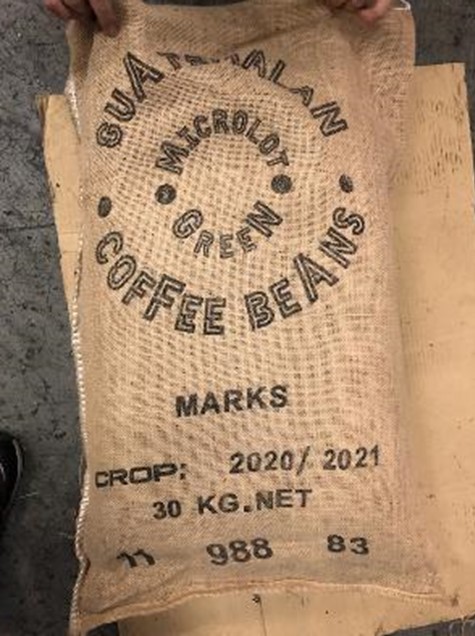 GUATEMALAN
MICROLOT
GREEN
COFFEE BEANS
MARKS
CROP: 2020/ 2021
30 KG.NET
11 988 83